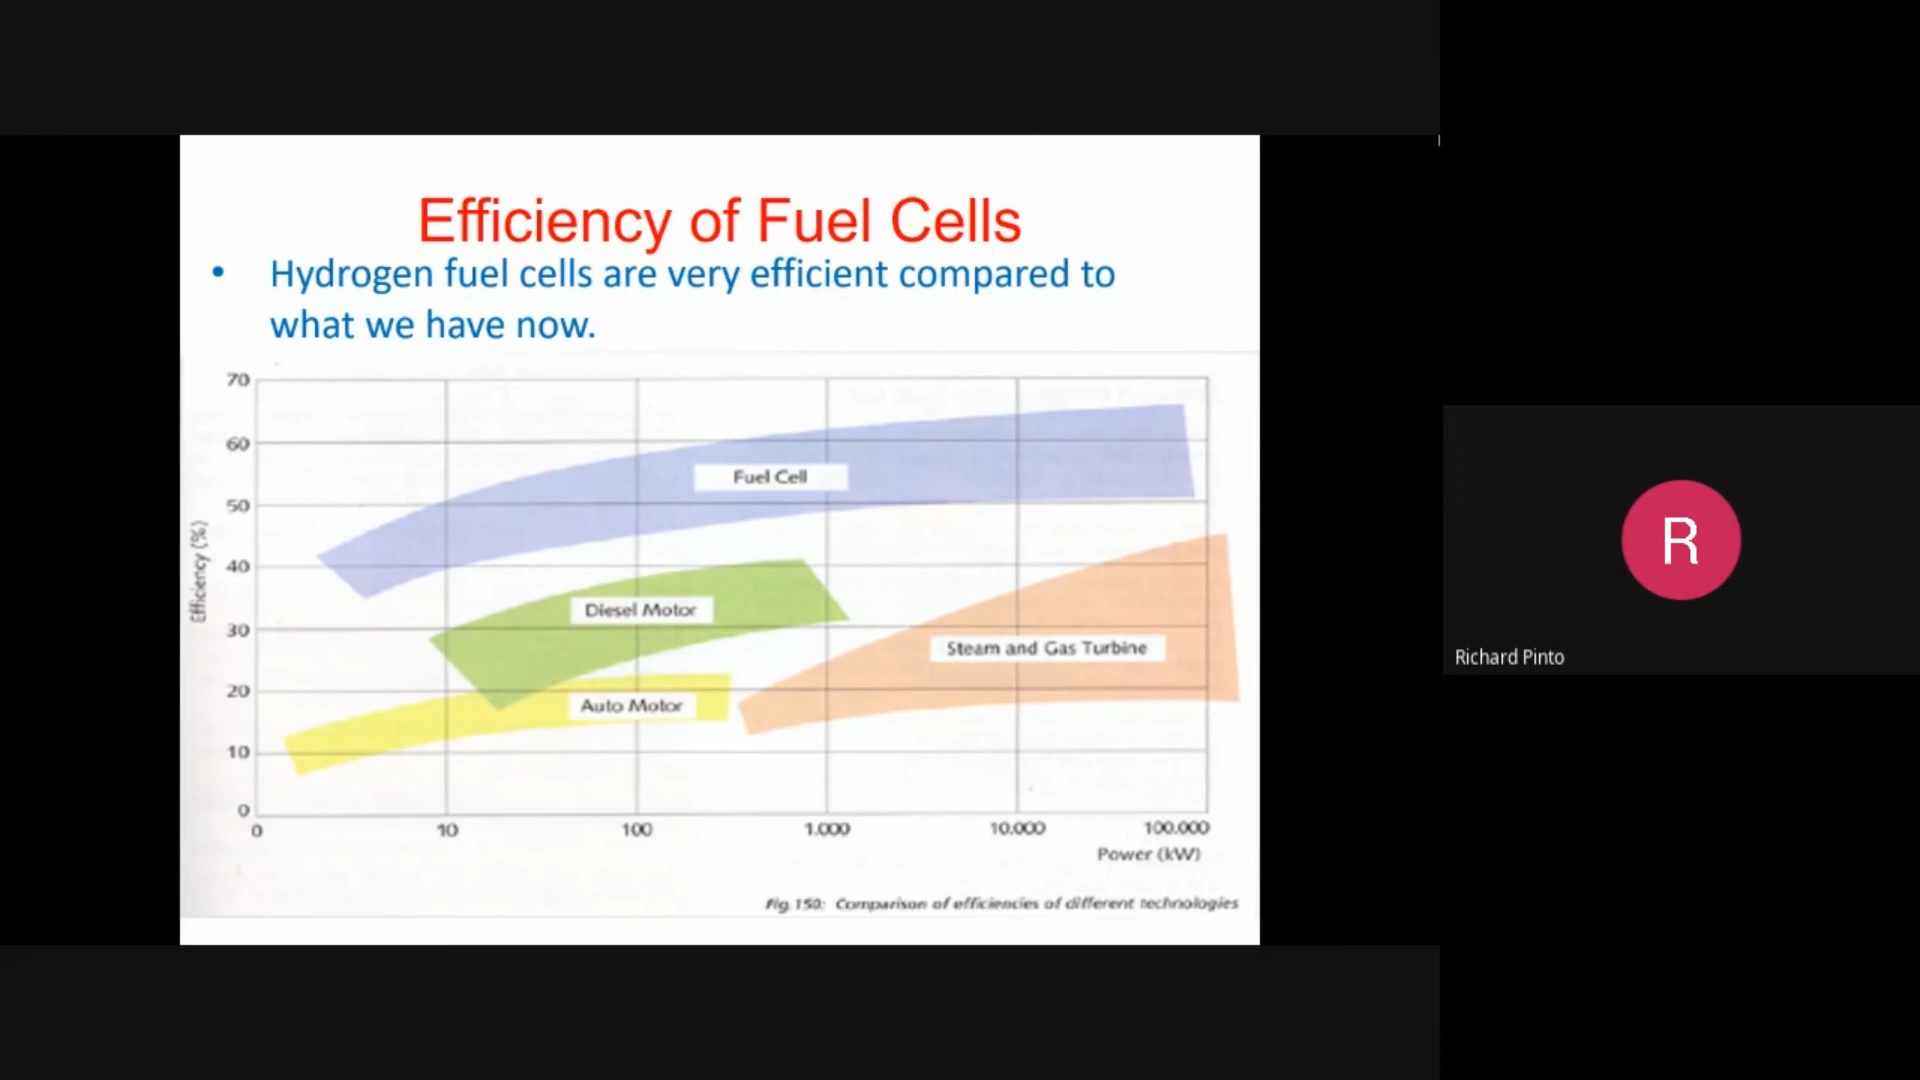 Efficiency of Fuel Cells
• Hydrogen fuel cells are very efficient compared to
what we have now.
70
60
50
40
30
20
10
0
Efficiency (%)
Fuel Cell
Diesel Motor
Steam and Gas Turbine
Auto Motor
0 10 100 1.000 10.000 100.000
Power (kW)
Fig.150: Comparison of efficiencies of different technologies
R
Richard Pinto